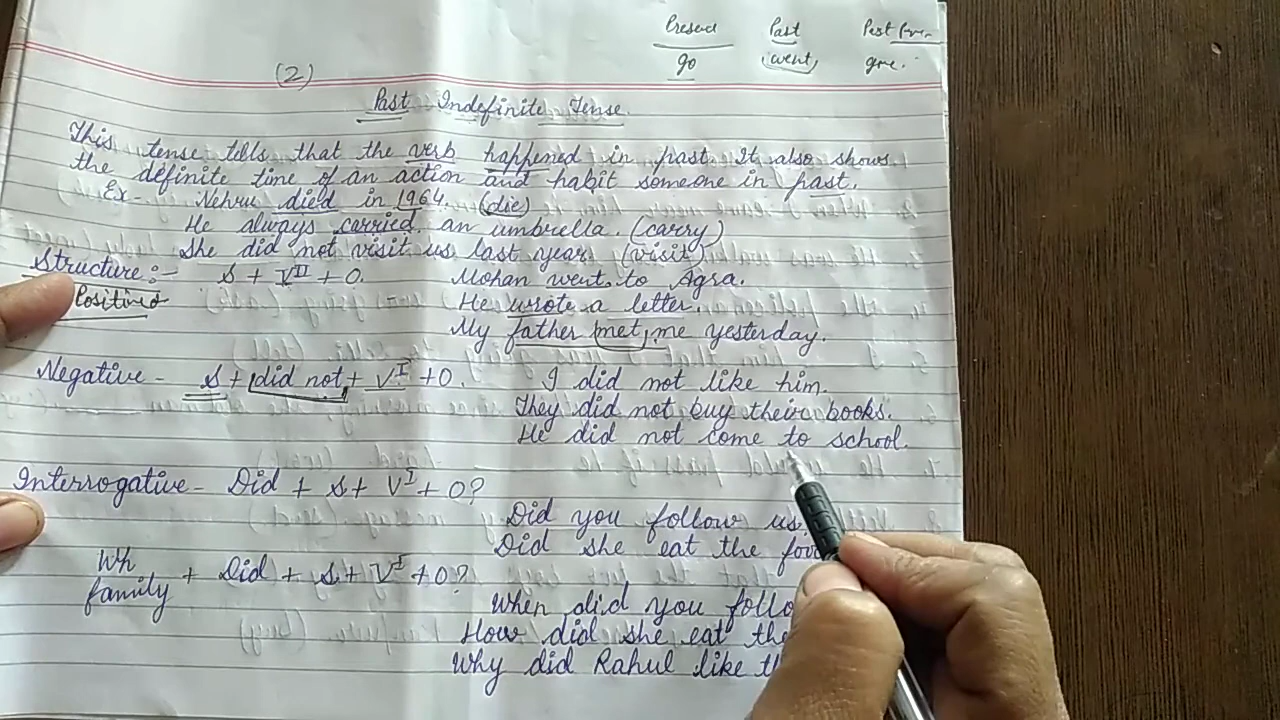 Present Past Past
go went gone.
(2)
Past Indefinite Tense.
This tense tells that the verb happened in past. It also shows
the definite time of an action and habit someone in past.
Ex- Nehru died in 1964. (die)
He always carried an umbrella. (carry)
She did not visit us last year (visit)
Structure:- S + VII + O. Mohan went to Agra.
Positive He wrote a letter.
My father met me yesterday.
Negative - S + did not + VI + O. I did not like him.
They did not buy their books.
He did not come to school.
Interrogative - Did + S + VI + O?
Did you follow us
Did she eat the
Wh family + Did + S + VI + O?
When did you
How did she eat the
Why did Rahul like